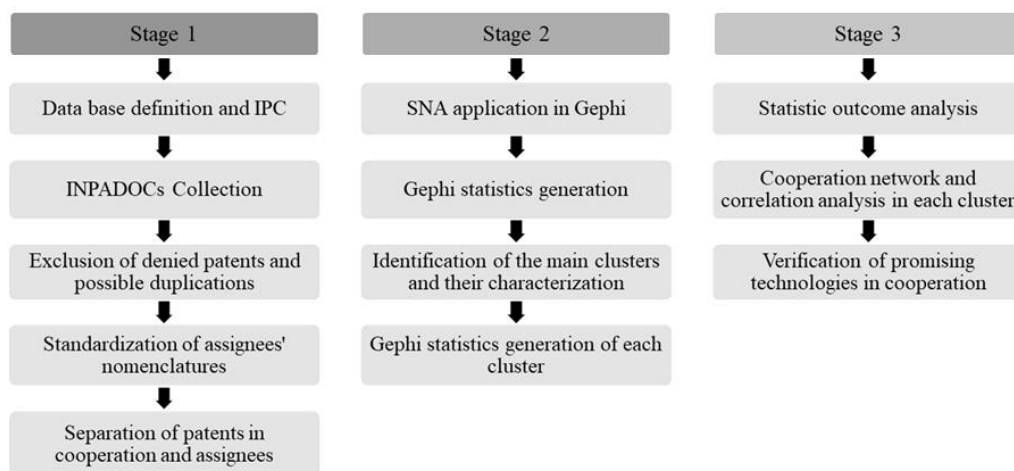 Stage 1
Data base definition and IPC
INPADOCs Collection
Exclusion of denied patents and
possible duplications
Standardization of assignees'
nomenclatures
Separation of patents in
cooperation and assignees
Stage 2
SNA application in Gephi
Gephi statistics generation
Identification of the main clusters
and their characterization
Gephi statistics generation of each
cluster
Stage 3
Statistic outcome analysis
Cooperation network and
correlation analysis in each cluster
Verification of promising
technologies in cooperation